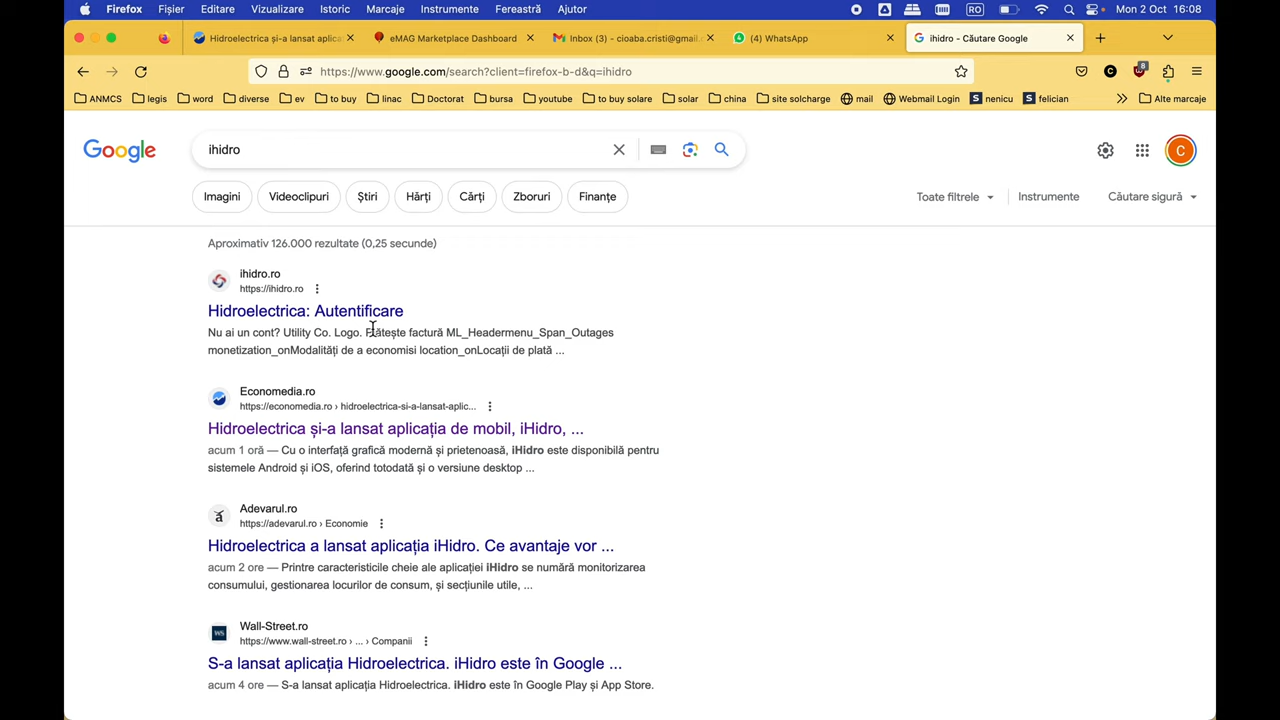 Firefox Fișier Editare Vizualizare Istoric Marcaje Instrumente Fereastră Ajutor RO Mon 2 Oct 16:08
Hidroelectrica și-a lansat aplica
eMAG Marketplace Dashboard
Inbox (3) - cioaba.cristi@gmail.
(4) WhatsApp
ihidro - Căutare Google
https://www.google.com/search?client=firefox-b-d&q=ihidro
C
8
ANMCS legis word diverse ev to buy linac Doctorat bursa youtube to buy solare solar china site solcharge mail Webmail Login nenicu felician Alte marcaje
Google
ihidro
C
Imagini Videoclipuri Știri Hărți Cărți Zboruri Finanțe Toate filtrele Instrumente Căutare sigură
Aproximativ 126.000 rezultate (0,25 secunde)
ihidro.ro
https://ihidro.ro
Hidroelectrica: Autentificare
Nu ai un cont? Utility Co. Logo. Plătește factură ML_Headermenu_Span_Outages
monetization_onModalități de a economisi location_onLocații de plată ...
Economedia.ro
https://economedia.ro › hidroelectrica-si-a-lansat-aplic...
Hidroelectrica și-a lansat aplicația de mobil, iHidro, ...
acum 1 oră — Cu o interfață grafică modernă și prietenoasă, iHidro este disponibilă pentru
sistemele Android și iOS, oferind totodată și o versiune desktop ...
Adevarul.ro
https://adevarul.ro › Economie
Hidroelectrica a lansat aplicația iHidro. Ce avantaje vor ...
acum 2 ore — Printre caracteristicile cheie ale aplicației iHidro se numără monitorizarea
consumului, gestionarea locurilor de consum, și secțiunile utile, ...
WS
Wall-Street.ro
https://www.wall-street.ro › ... › Companii
S-a lansat aplicația Hidroelectrica. iHidro este în Google ...
acum 4 ore — S-a lansat aplicația Hidroelectrica. iHidro este în Google Play și App Store.